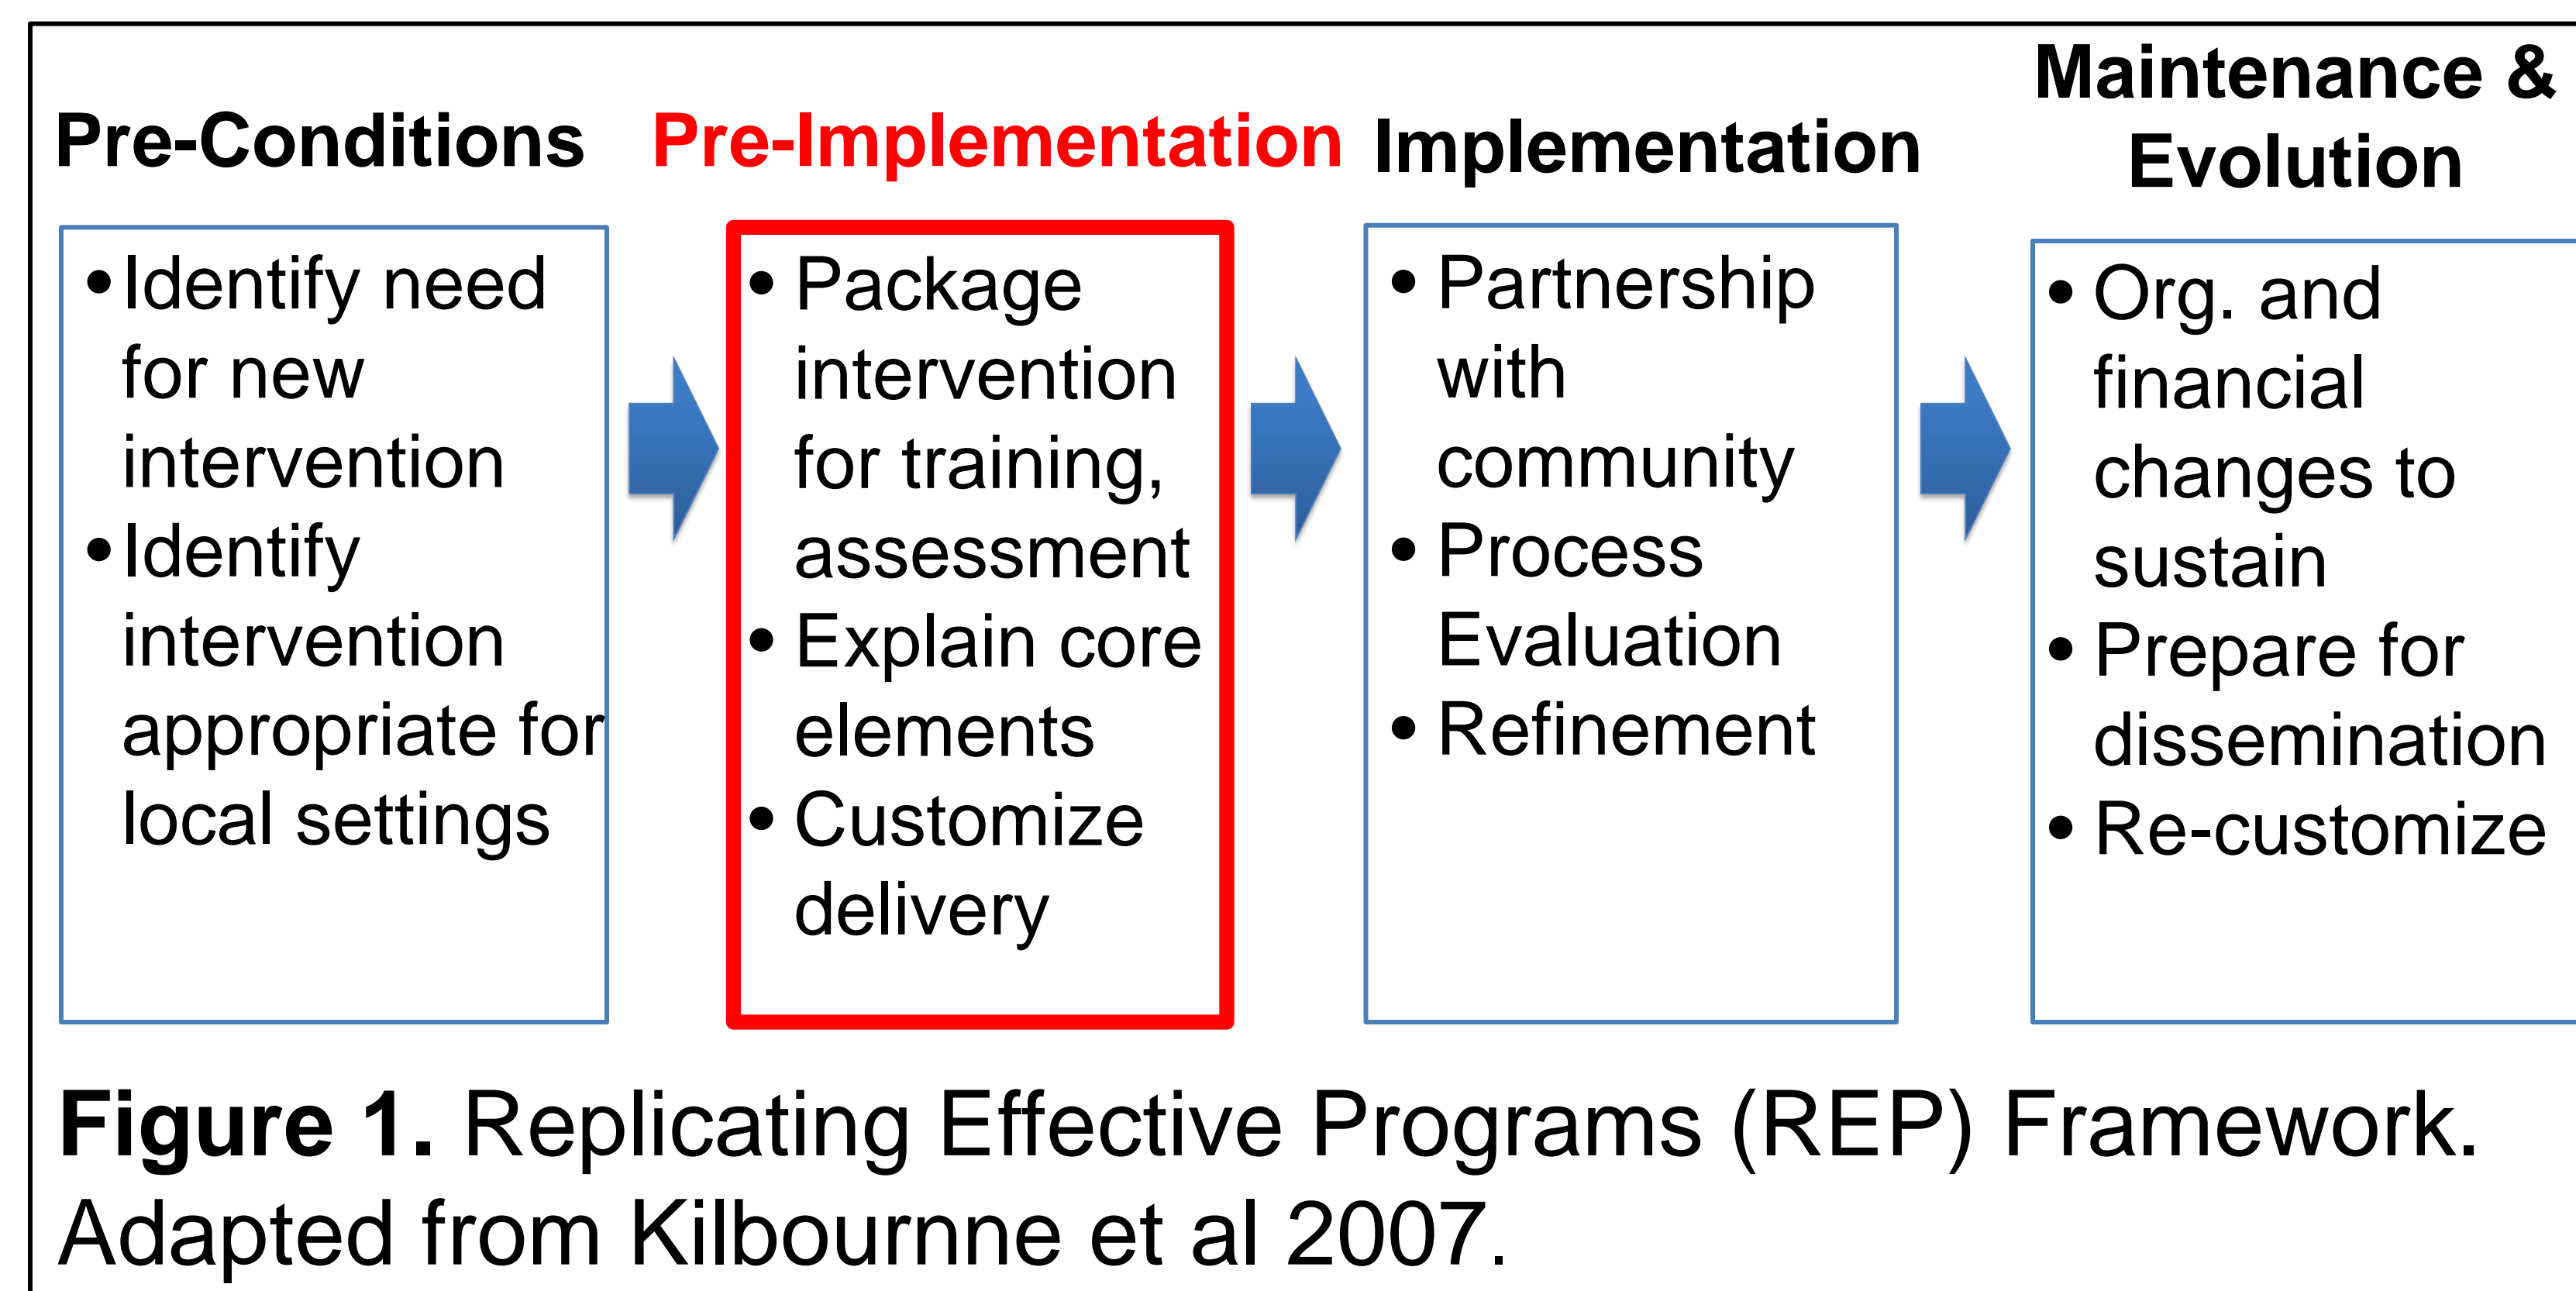 Pre-Conditions
•Identify need
for new
intervention
•Identify
intervention
appropriate for
local settings
Pre-Implementation
• Package
intervention
for training,
assessment
• Explain core
elements
• Customize
delivery
Implementation
• Partnership
with
community
• Process
Evaluation
• Refinement
Maintenance &
Evolution
• Org. and
financial
changes to
sustain
• Prepare for
dissemination
• Re-customize
Figure 1. Replicating Effective Programs (REP) Framework.
Adapted from Kilbournne et al 2007.